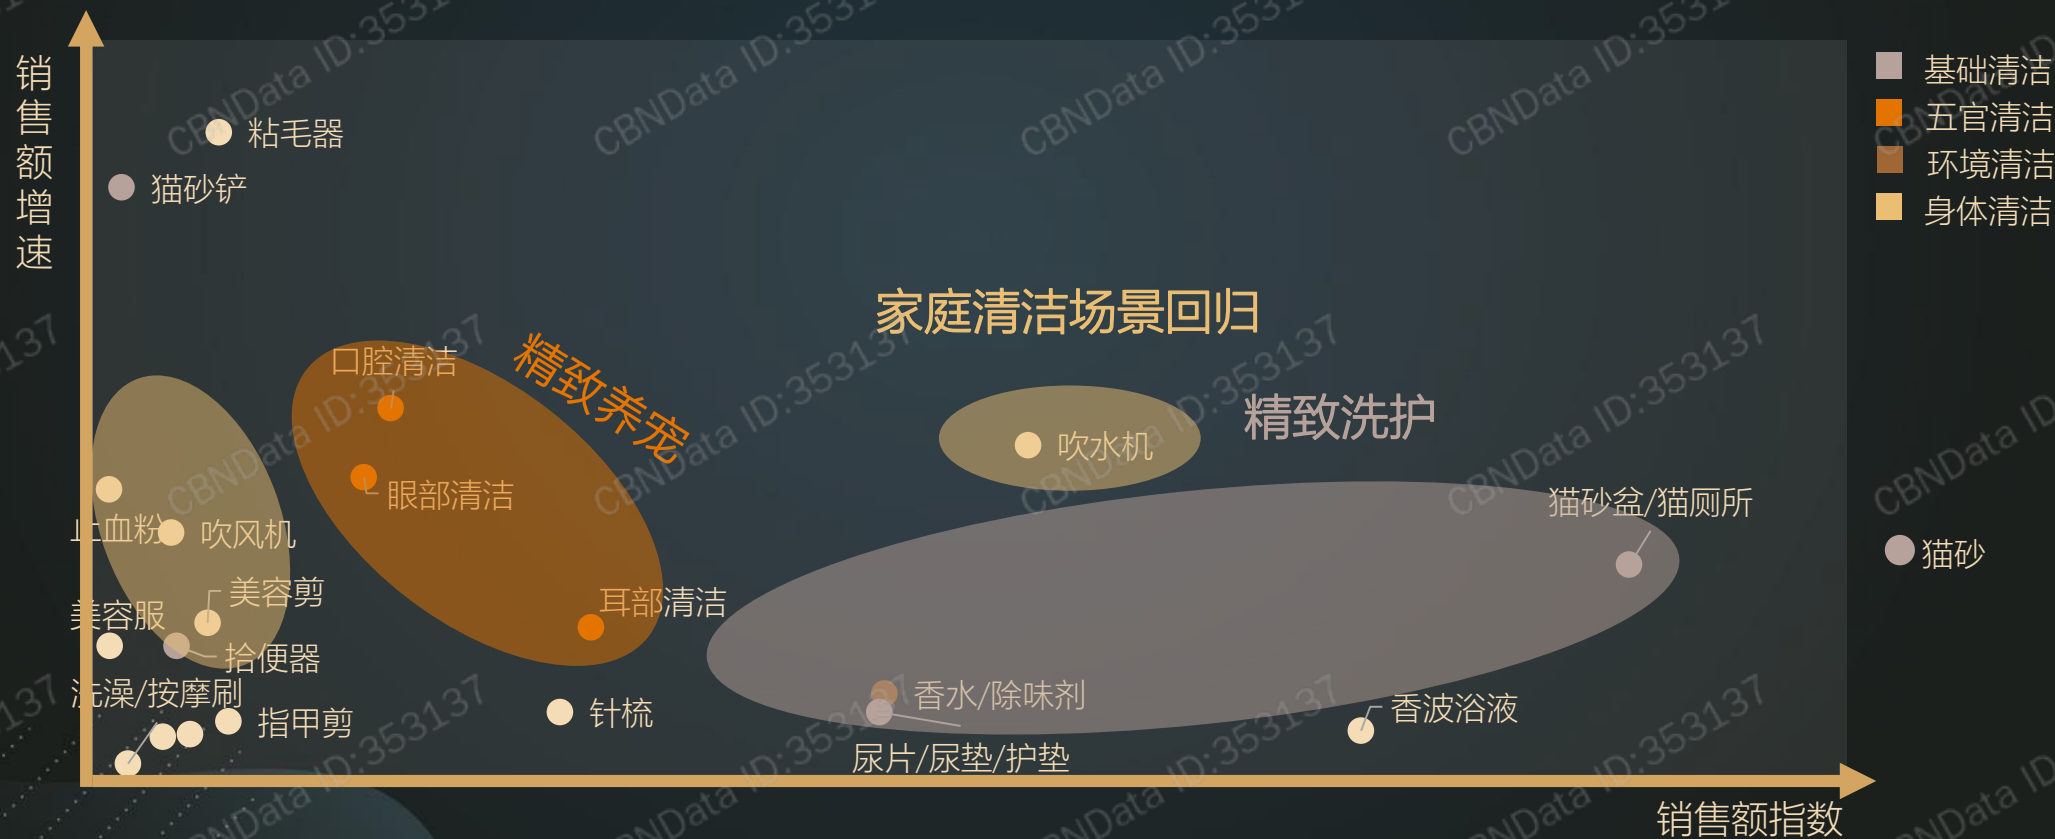 销售额增速
基础清洁
五官清洁
环境清洁
身体清洁
粘毛器
猫砂铲
家庭清洁场景回归
口腔清洁
精致养宠
精致洗护
吹水机
眼部清洁
猫砂盆/猫厕所
止血粉
吹风机
猫砂
美容剪
耳部清洁
美容服
拾便器
洗澡/按摩刷
香水/除味剂
指甲剪
针梳
香波浴液
尿片/尿垫/护垫
销售额指数
CBNData ID:353137